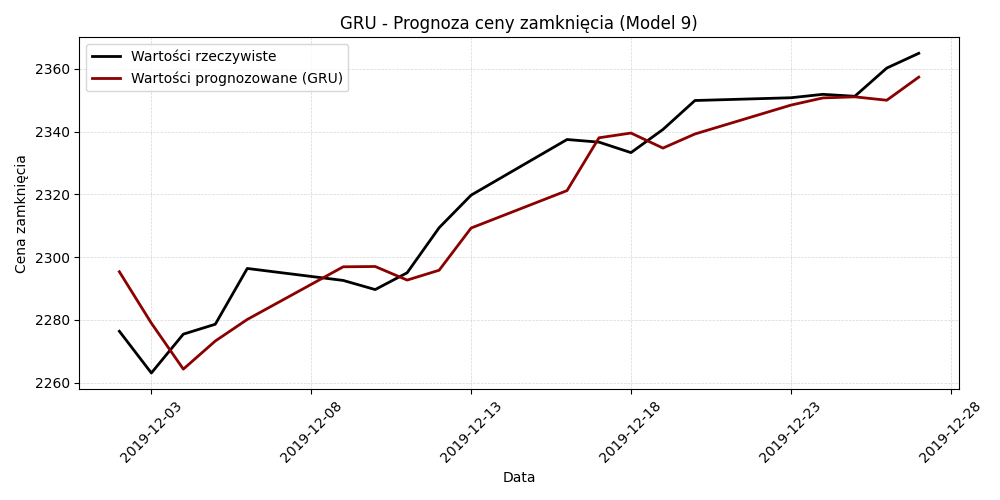 GRU - Prognoza ceny zamknięcia (Model 9)
Wartości rzeczywiste
Wartości prognozowane (GRU)
Cena zamknięcia
2360
2340
2320
2300
2280
2260
2019-12-03
2019-12-08
2019-12-13
2019-12-18
2019-12-23
2019-12-28
Data